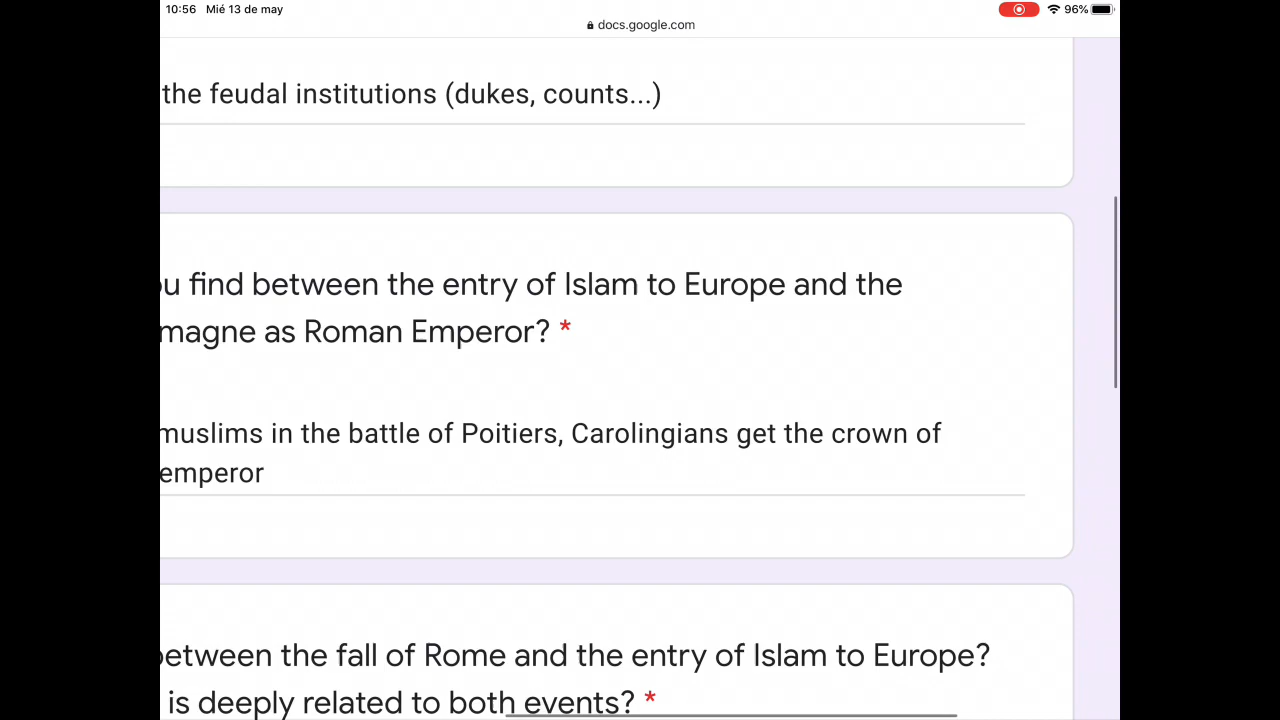 10:56 Mié 13 de may
96%
docs.google.com
the feudal institutions (dukes, counts...)
find between the entry of Islam to Europe and the
as Roman Emperor? *
muslims in the battle of Poitiers, Carolingians get the crown of
emperor
between the fall of Rome and the entry of Islam to Europe?
is deeply related to both events? *